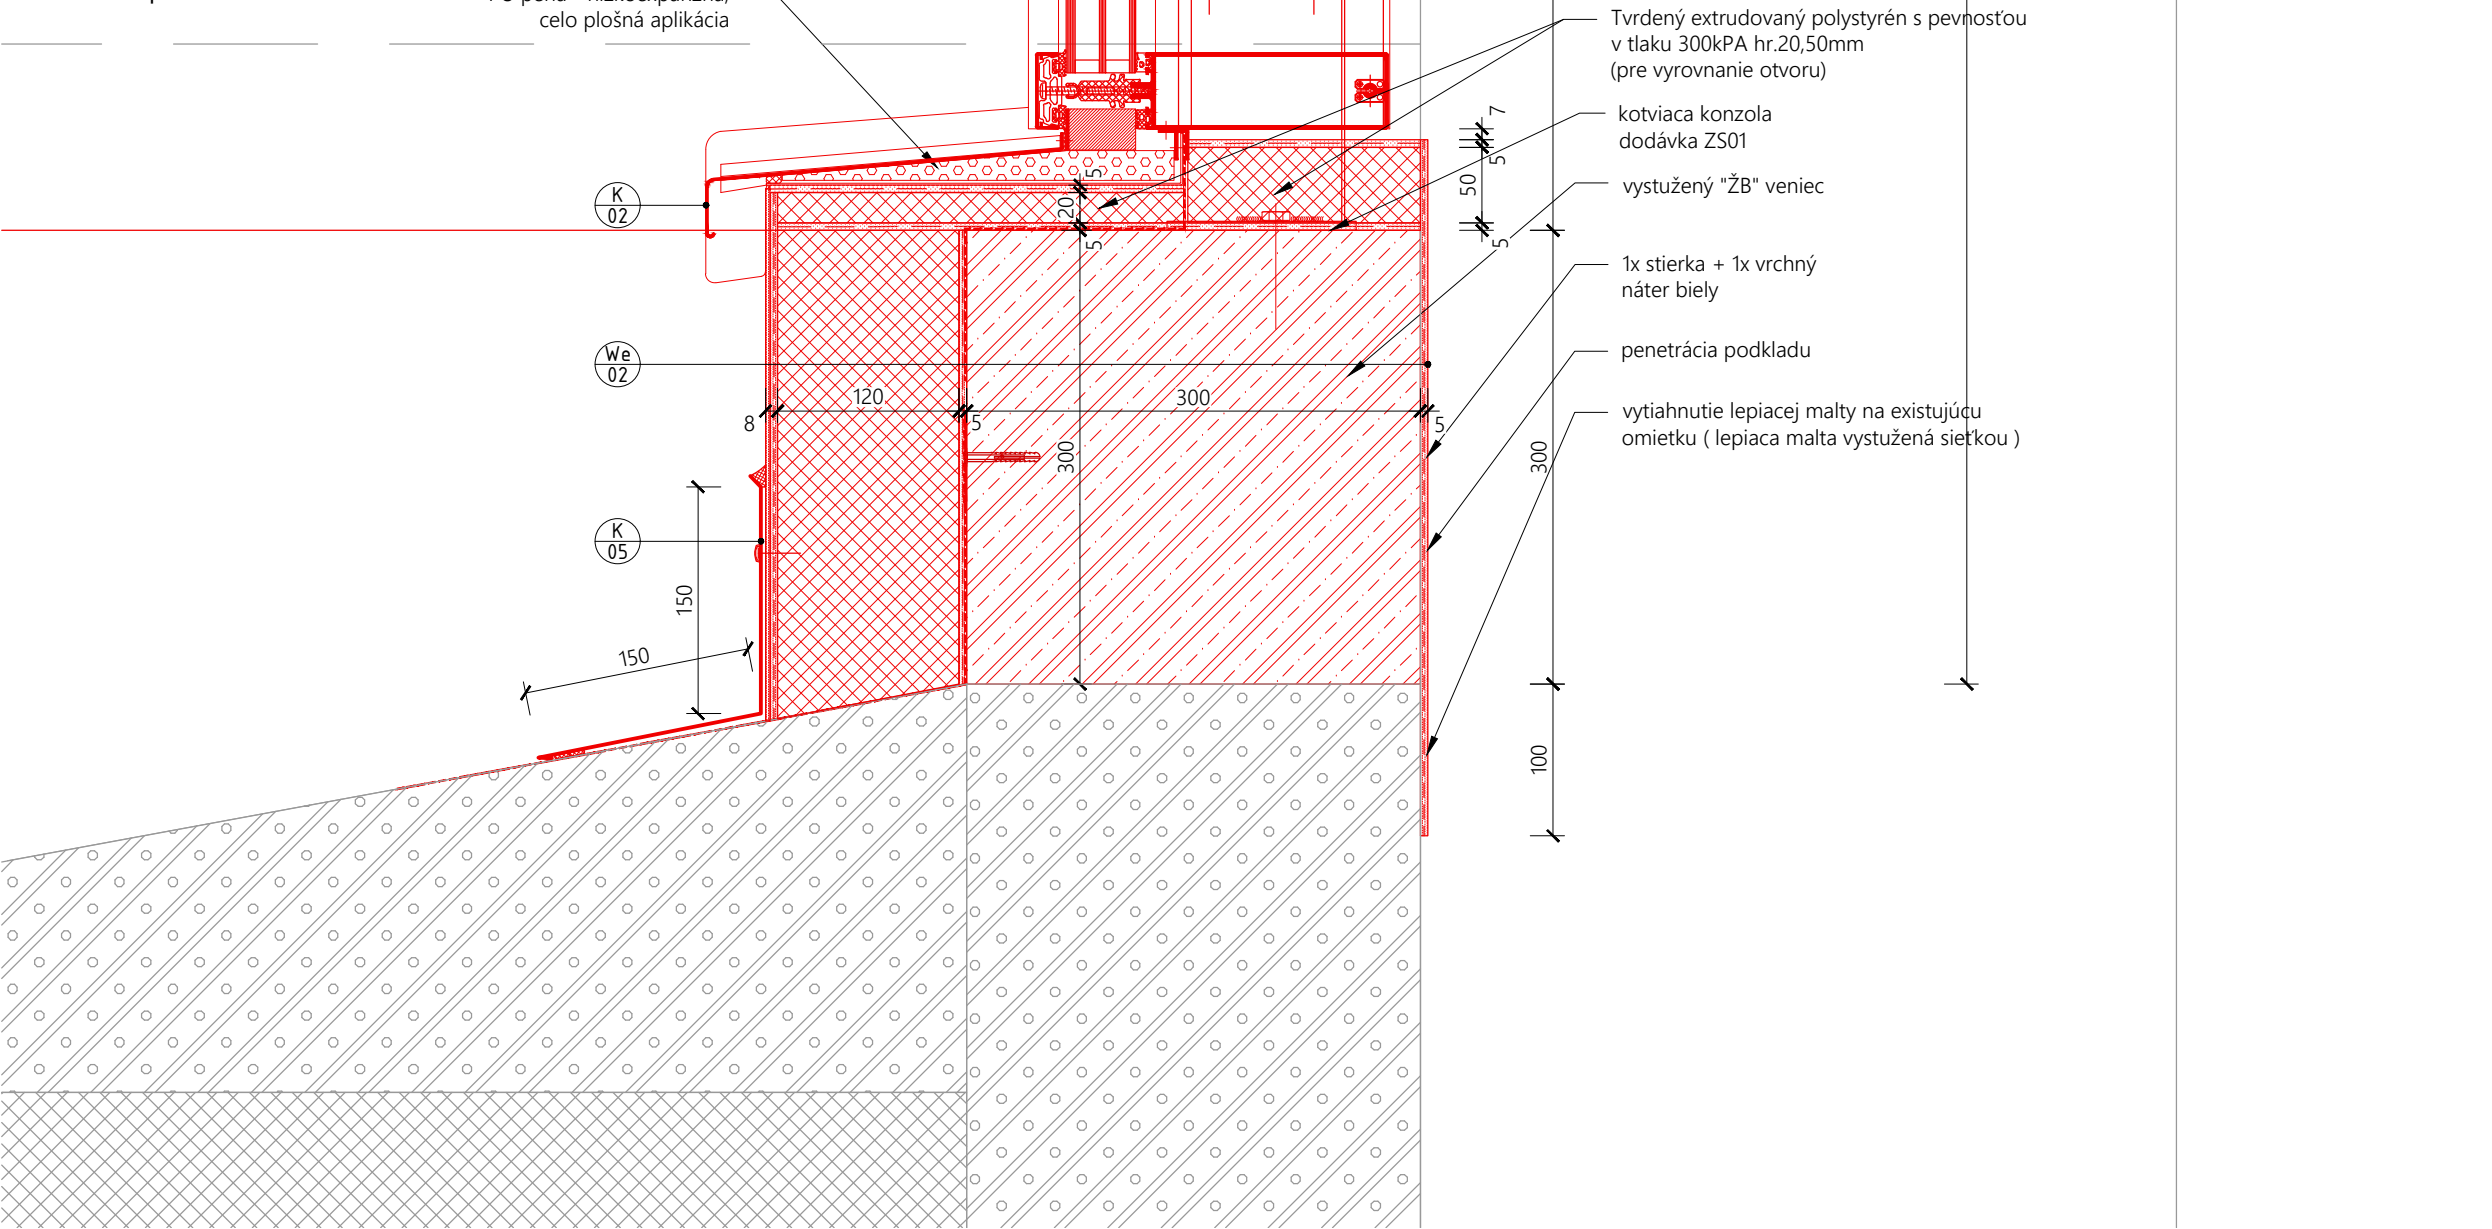 celo plošná aplikácia
Tvrdený extrudovaný polystyrén s pevnosťou
v tlaku 300kPA hr.20,50mm
(pre vyrovnanie otvoru)
kotviaca konzola
dodávka ZS01
vystužený "ŽB" veniec
1x stierka + 1x vrchný
náter biely
penetrácia podkladu
vytiahnutie lepiacej malty na existujúcu
omietku ( lepiaca malta vystužená sieťkou )
K
02
We
02
K
05
7
5
50
5
5
20
5
8
120
5
300
5
300
300
150
150
100